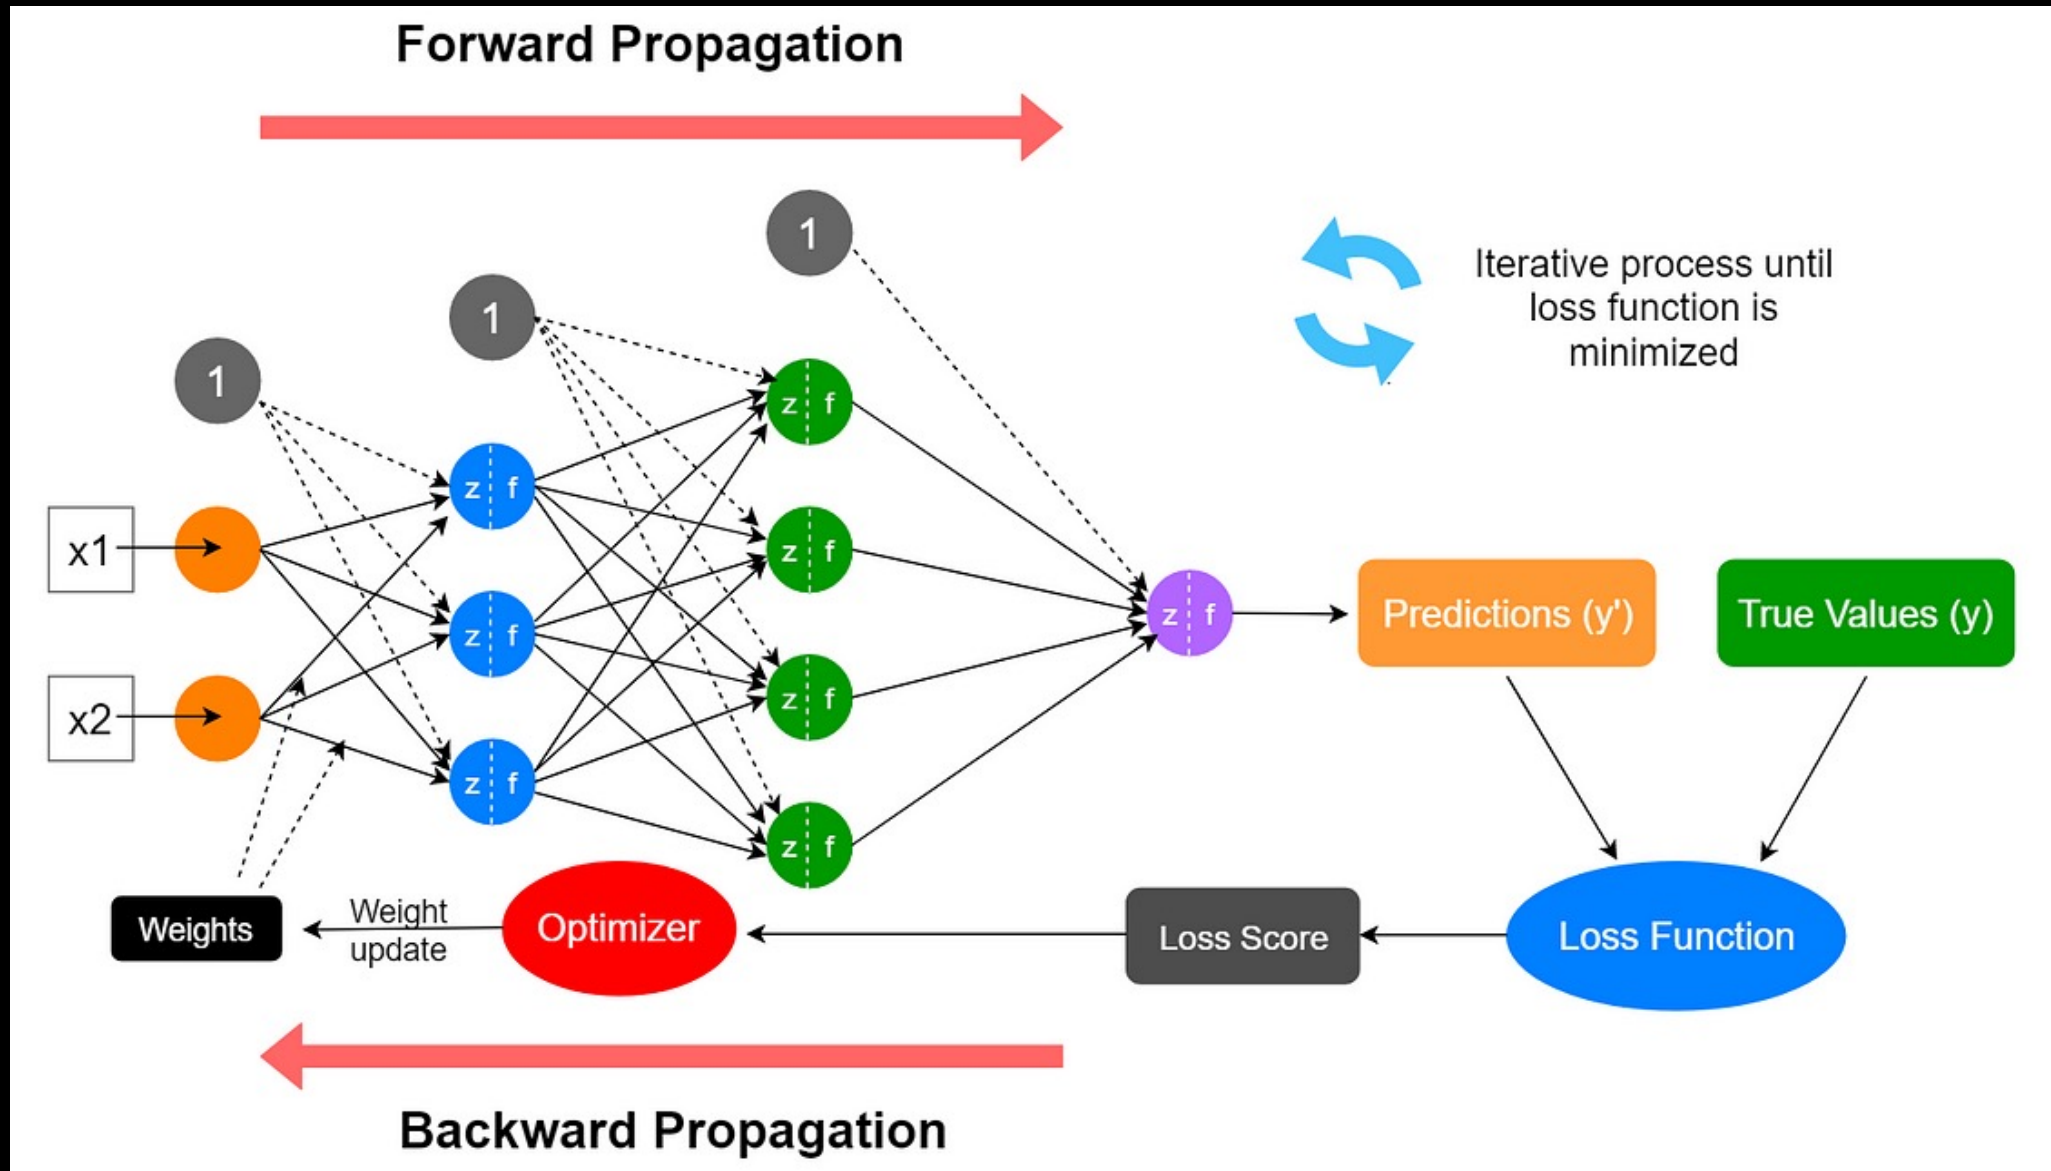 Forward Propagation
1
1
1
Iterative process until
loss function is
minimized
z f
z f
x1
z f
z f
z f
Predictions (y')
True Values (y)
x2
z f
z f
z f
Weights
Weight
update
Optimizer
Loss Score
Loss Function
Backward Propagation